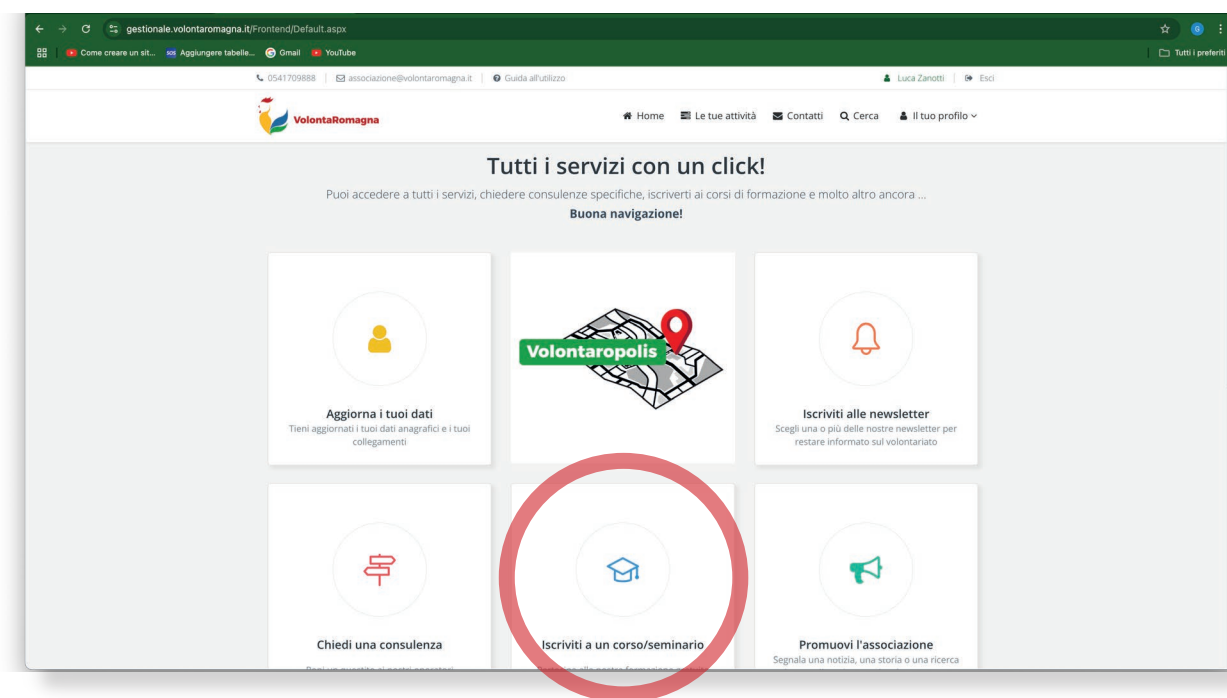 gestionale.volontaromagna.it/Frontend/Default.aspx
G
Come creare un sit... SOS Aggiungere tabelle... G Gmail YouTube
Tutti i preferiti
0541709888 associazione@volontaromagna.it Guida all'utilizzo
Luca Zanotti Esci
VolontaRomagna
Home Le tue attività Contatti Cerca Il tuo profilo
Tutti i servizi con un click!
Puoi accedere a tutti i servizi, chiedere consulenze specifiche, iscriverti ai corsi di formazione e molto altro ancora ...
Buona navigazione!
Aggiorna i tuoi dati
Tieni aggiornati i tuoi dati anagrafici e i tuoi
collegamenti
Volontaropolis
Iscriviti alle newsletter
Scegli una o più delle nostre newsletter per
restare informato sul volontariato
Chiedi una consulenza
Iscriviti a un corso/seminario
Promuovi l'associazione
Segnala una notizia, una storia o una ricerca